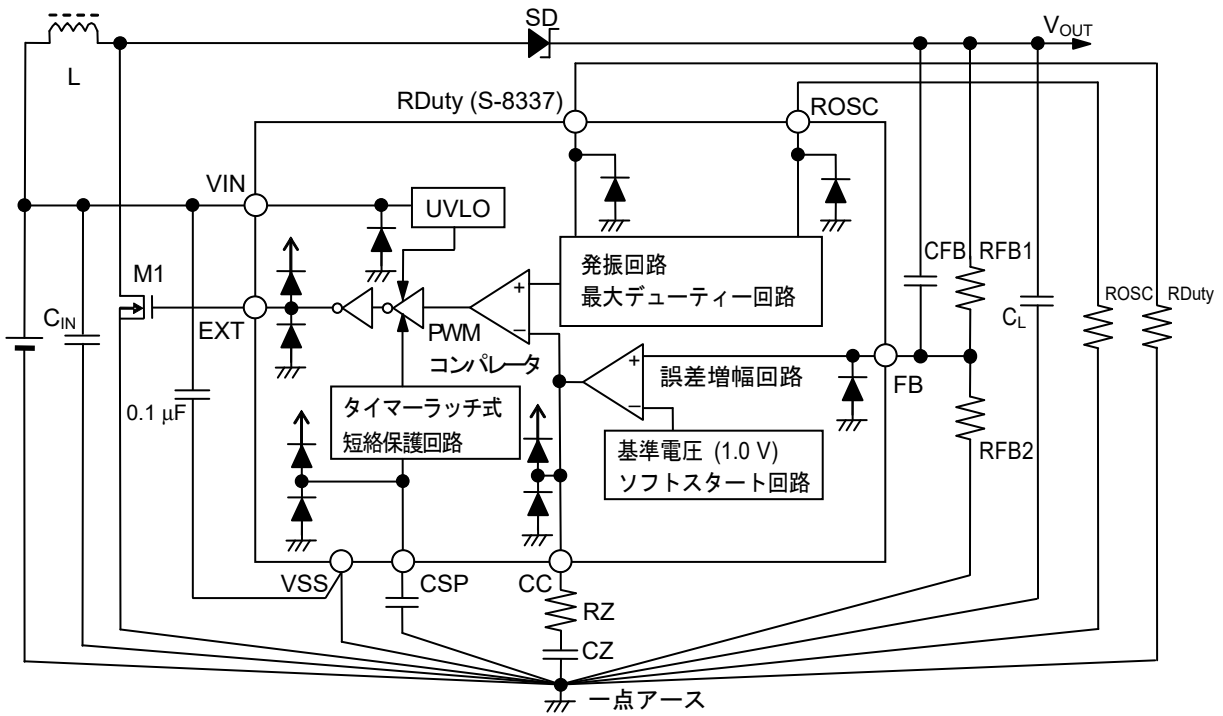 SD
V_OUT
L
RDuty (S-8337)
ROSC
VIN
UVLO
M1
発振回路
最大デューティー回路
CFB
RFB1
ROSC
RDuty
C_IN
EXT
PWM
コンパレータ
C_L
誤差増幅回路
FB
0.1 μF
タイマーラッチ式
短絡保護回路
基準電圧 (1.0 V)
ソフトスタート回路
RFB2
VSS
CSP
CC
RZ
CZ
一点アース